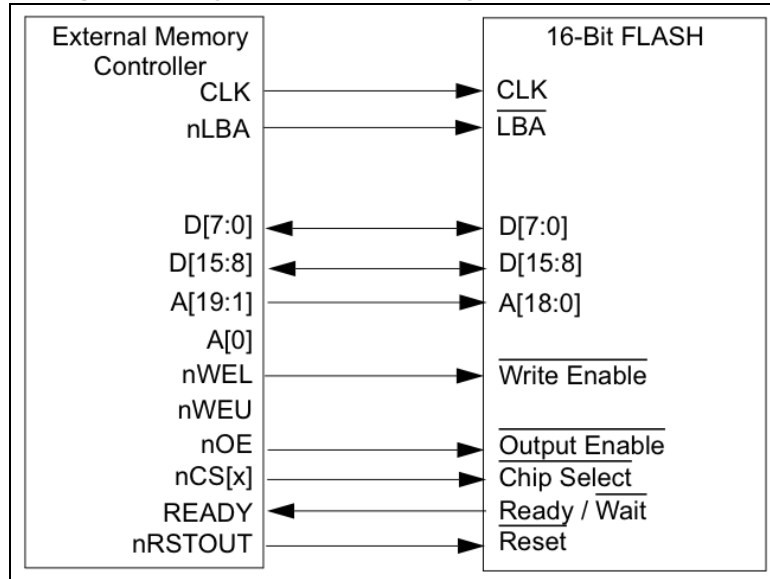 External Memory
Controller
16-Bit FLASH
CLK
CLK
nLBA
LBA
D[7:0]
D[7:0]
D[15:8]
D[15:8]
A[19:1]
A[18:0]
A[0]
nWEL
Write Enable
nWEU
nOE
Output Enable
nCS[x]
Chip Select
READY
Ready / Wait
nRSTOUT
Reset